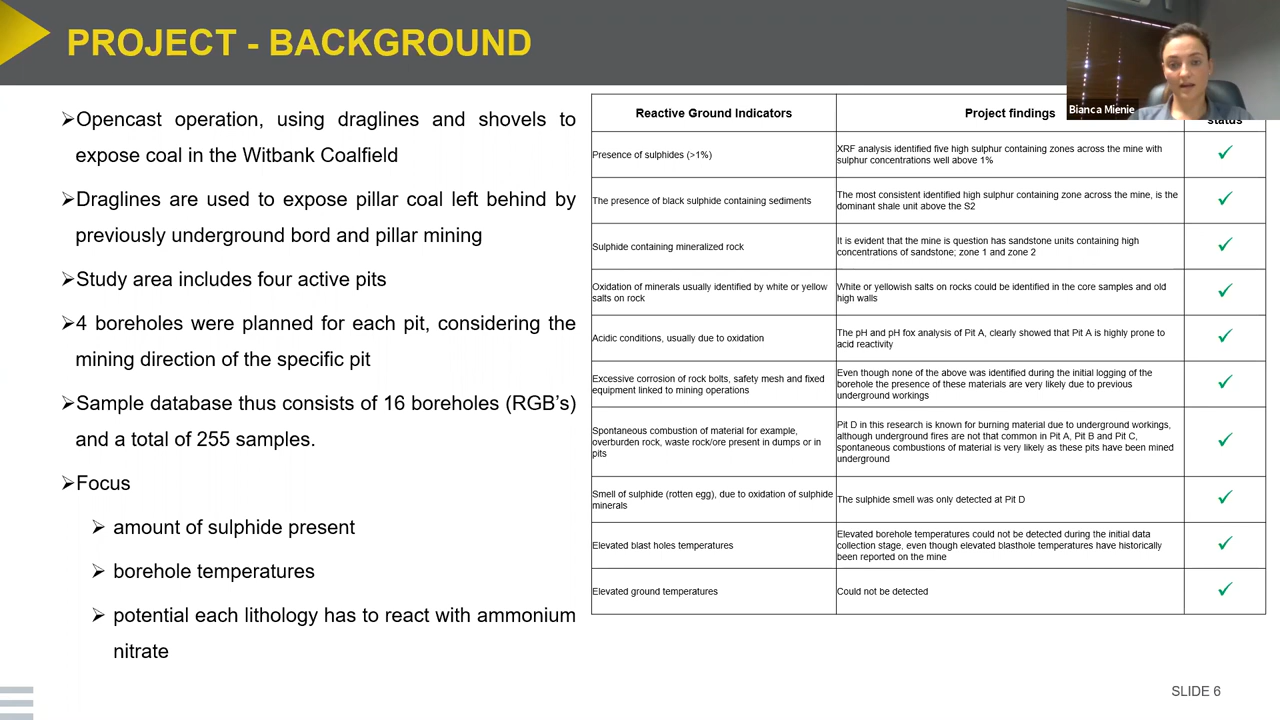 PROJECT - BACKGROUND
Bianca Mienie
➢Opencast operation, using draglines and shovels to
expose coal in the Witbank Coalfield
➢Draglines are used to expose pillar coal left behind by
previously underground bord and pillar mining
➢Study area includes four active pits
➢4 boreholes were planned for each pit, considering the
mining direction of the specific pit
➢Sample database thus consists of 16 boreholes (RGB's)
and a total of 255 samples.
➢Focus
➢ amount of sulphide present
➢ borehole temperatures
➢ potential each lithology has to react with ammonium
nitrate
Reactive Ground Indicators
Project findings
status
Presence of sulphides (>1%)
XRF analysis identified five high sulphur containing zones across the mine with
sulphur concentrations well above 1%
✓
The presence of black sulphide containing sediments
The most consistent identified high sulphur containing zone across the mine, is the
dominant shale unit above the S2
✓
Sulphide containing mineralized rock
It is evident that the mine is question has sandstone units containing high
concentrations of sandstone; zone 1 and zone 2
✓
Oxidation of minerals usually identified by white or yellow
salts on rock
White or yellowish salts on rocks could be identified in the core samples and old
high walls
✓
Acidic conditions, usually due to oxidation
The pH and pH fox analysis of Pit A, clearly showed that Pit A is highly prone to
acid reactivity
✓
Excessive corrosion of rock bolts, safety mesh and fixed
equipment linked to mining operations
Even though none of the above was identified during the initial logging of the
borehole the presence of these materials are very likely due to previous
underground workings
✓
Spontaneous combustion of material for example,
overburden rock, waste rock/ore present in dumps or in
pits
Pit D in this research is known for burning material due to underground workings,
although underground fires are not that common in Pit A, Pit B and Pit C,
spontaneous combustions of material is very likely as these pits have been mined
underground
✓
Smell of sulphide (rotten egg), due to oxidation of sulphide
minerals
The sulphide smell was only detected at Pit D
✓
Elevated blast holes temperatures
Elevated borehole temperatures could not be detected during the initial data
collection stage, even though elevated blasthole temperatures have historically
been reported on the mine
✓
Elevated ground temperatures
Could not be detected
✓
SLIDE 6